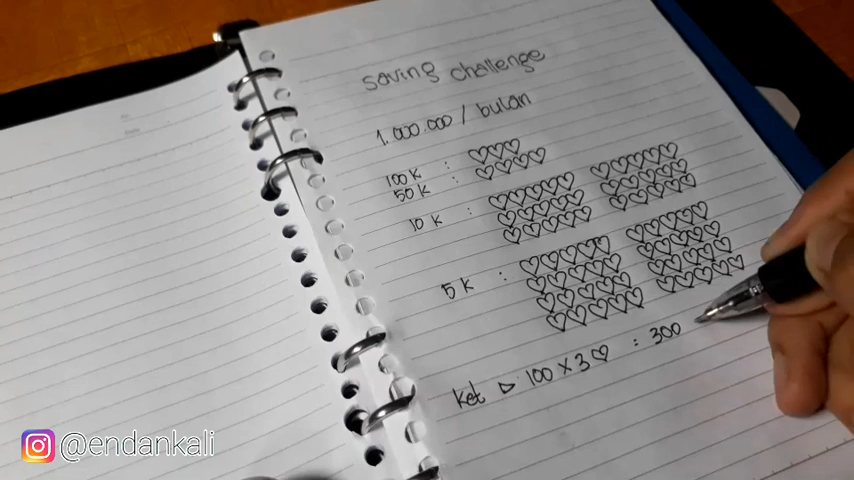 saving challenge
1.000.000 / bulan
100 K :
50 K :
10 K :
5 K :
Ket ▷ 100 x 3 ♡ : 300
@endankali